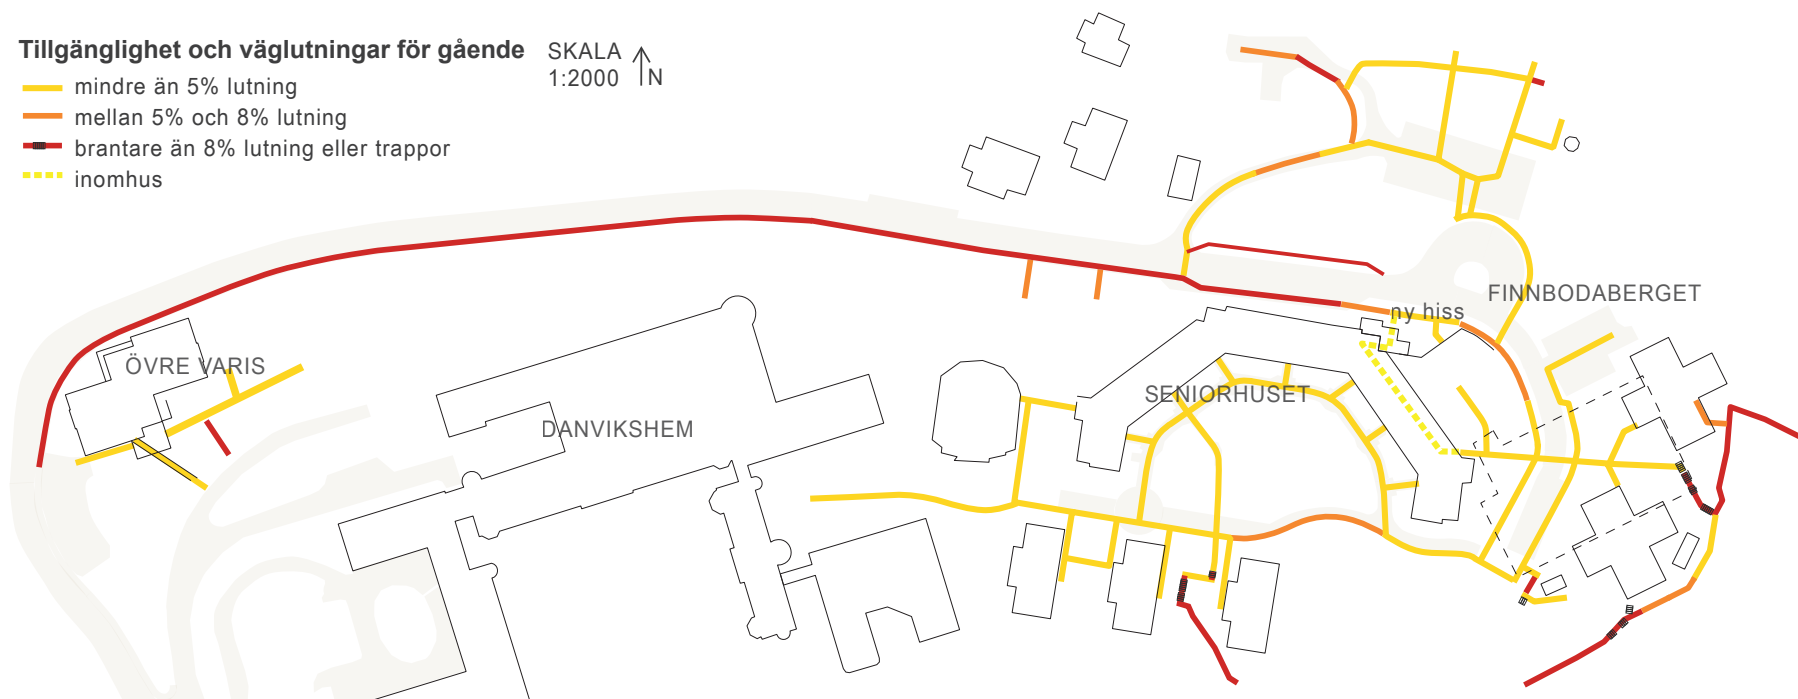 Tillgänglighet och väglutningar för gående
SKALA
1:2000
N
mindre än 5% lutning
mellan 5% och 8% lutning
brantare än 8% lutning eller trappor
inomhus
FINNBODABERGET
ny hiss
ÖVRE VARIS
SENIORHUSET
DANVIKSHEM